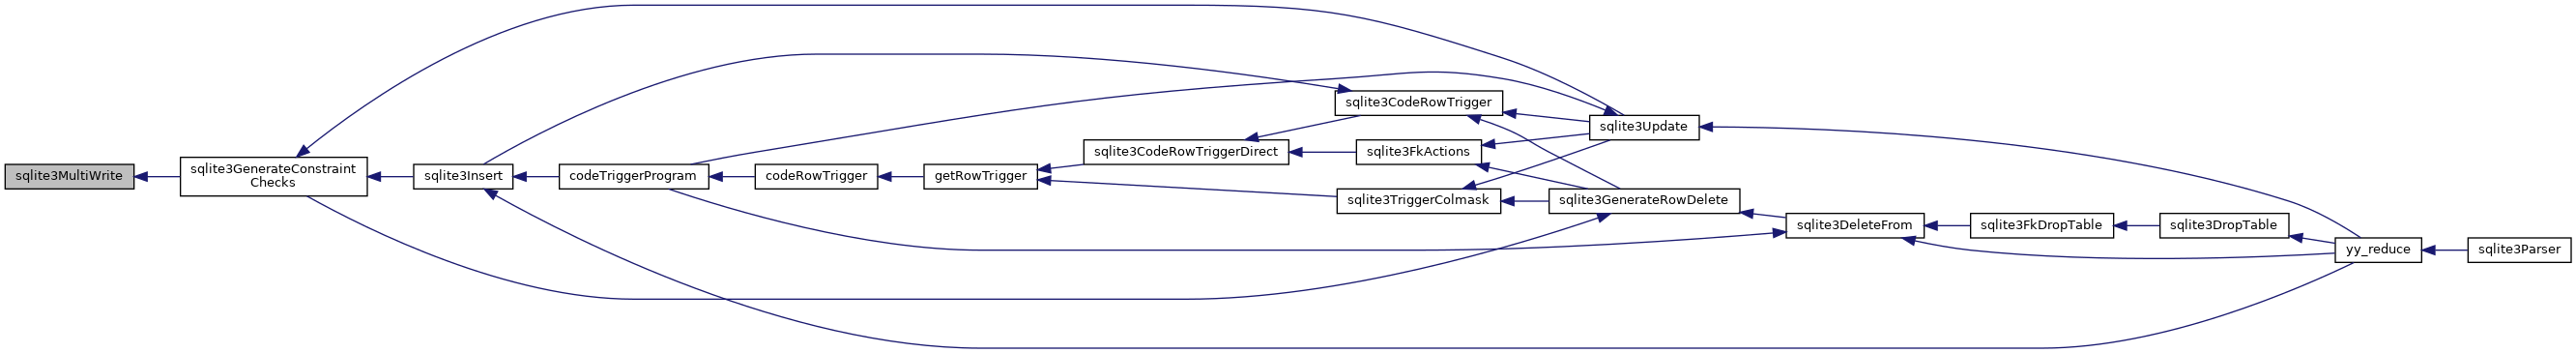 sqlite3MultiWrite
sqlite3GenerateConstraint
Checks
sqlite3Insert
codeTriggerProgram
codeRowTrigger
getRowTrigger
sqlite3CodeRowTriggerDirect
sqlite3CodeRowTrigger
sqlite3FkActions
sqlite3TriggerColmask
sqlite3Update
sqlite3GenerateRowDelete
sqlite3DeleteFrom
sqlite3FkDropTable
sqlite3DropTable
yy_reduce
sqlite3Parser